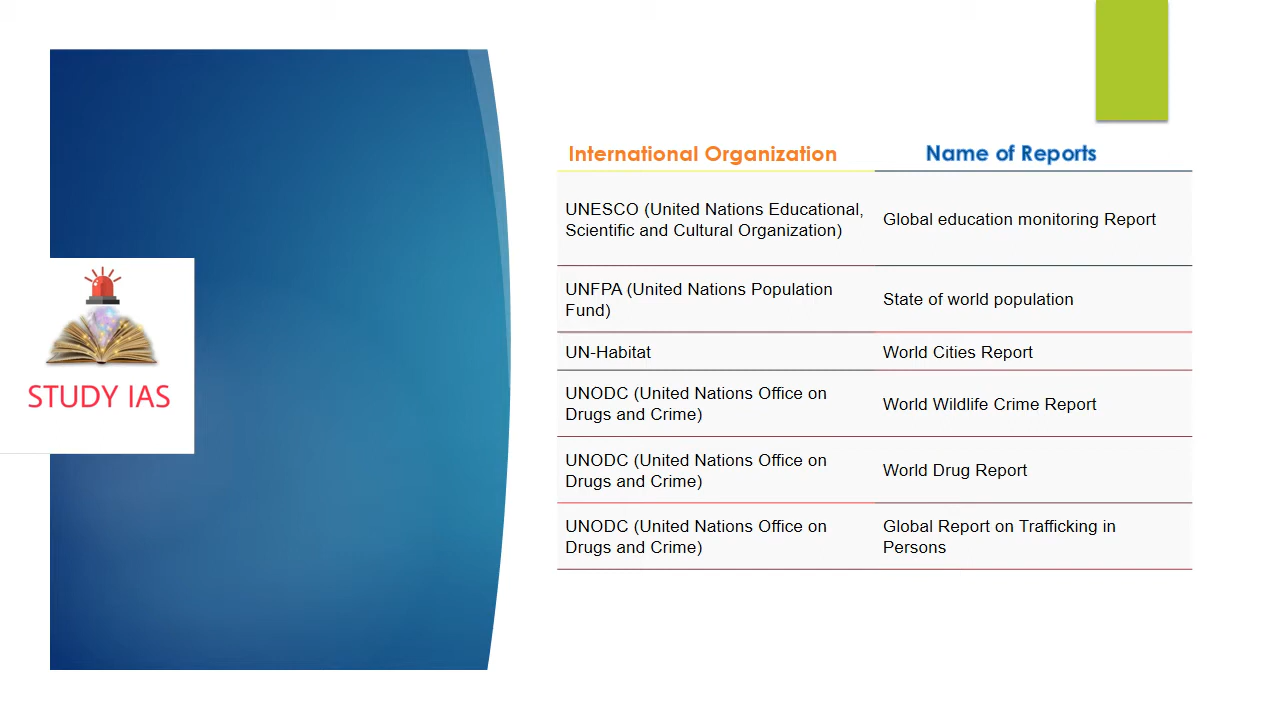 International Organization
Name of Reports
UNESCO (United Nations Educational,
Scientific and Cultural Organization)
Global education monitoring Report
UNFPA (United Nations Population
Fund)
State of world population
UN-Habitat
World Cities Report
UNODC (United Nations Office on
Drugs and Crime)
World Wildlife Crime Report
UNODC (United Nations Office on
Drugs and Crime)
World Drug Report
UNODC (United Nations Office on
Drugs and Crime)
Global Report on Trafficking in
Persons
STUDY IAS